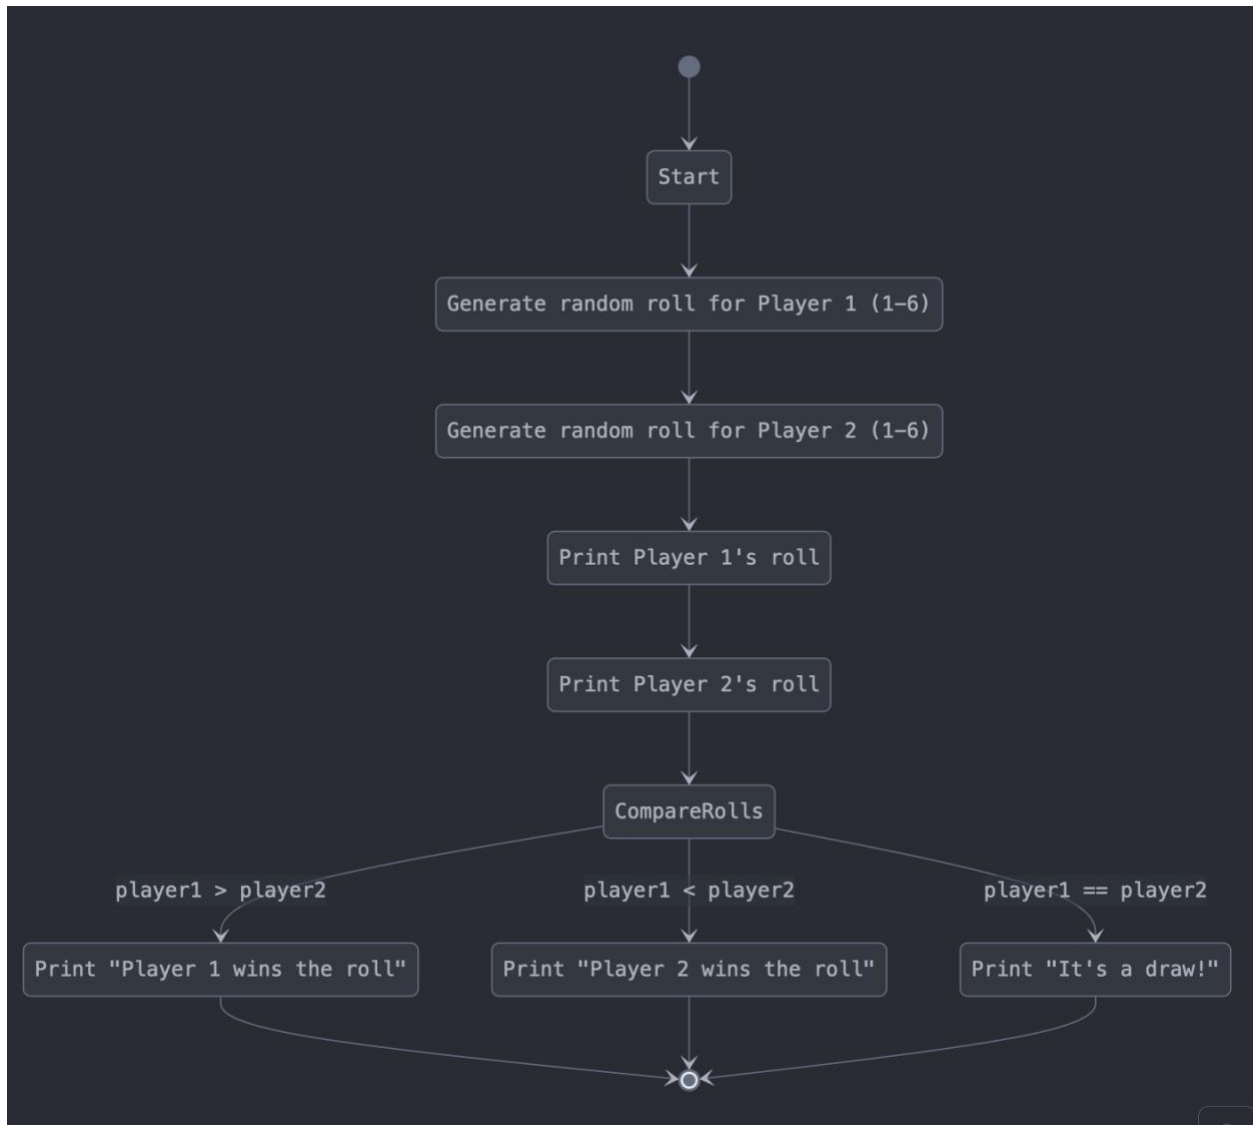 Start
Generate random roll for Player 1 (1-6)
Generate random roll for Player 2 (1-6)
Print Player 1's roll
Print Player 2's roll
CompareRolls
player1 > player2
player1 < player2
player1 == player2
Print "Player 1 wins the roll"
Print "Player 2 wins the roll"
Print "It's a draw!"